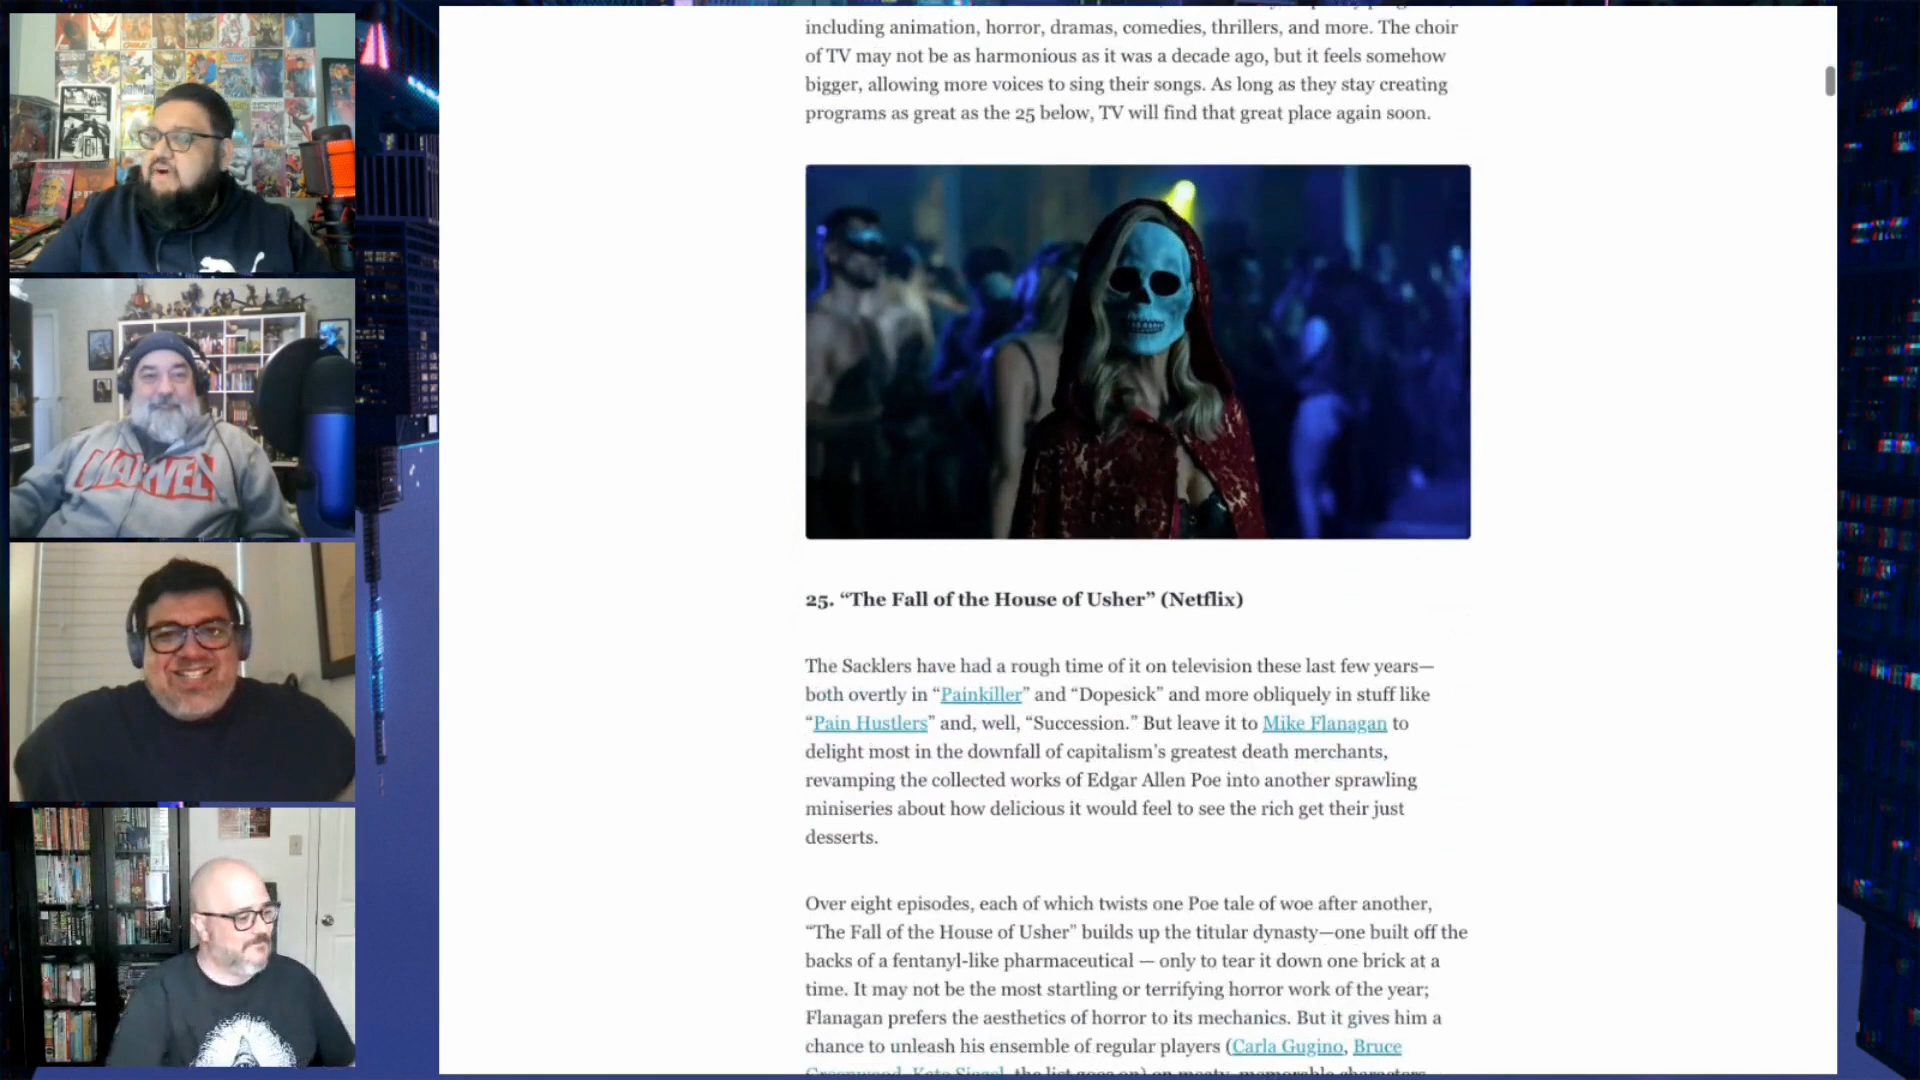 including animation, horror, dramas, comedies, thrillers, and more. The choir
of TV may not be as harmonious as it was a decade ago, but it feels somehow
bigger, allowing more voices to sing their songs. As long as they stay creating
programs as great as the 25 below, TV will find that great place again soon.
MARVEL
25. “The Fall of the House of Usher” (Netflix)
The Sacklers have had a rough time of it on television these last few years—
both overtly in “Painkiller” and “Dopesick” and more obliquely in stuff like
“Pain Hustlers” and, well, “Succession.” But leave it to Mike Flanagan to
delight most in the downfall of capitalism’s greatest death merchants,
revamping the collected works of Edgar Allen Poe into another sprawling
miniseries about how delicious it would feel to see the rich get their just
desserts.
Over eight episodes, each of which twists one Poe tale of woe after another,
“The Fall of the House of Usher” builds up the titular dynasty—one built off the
backs of a fentanyl-like pharmaceutical — only to tear it down one brick at a
time. It may not be the most startling or terrifying horror work of the year;
Flanagan prefers the aesthetics of horror to its mechanics. But it gives him a
chance to unleash his ensemble of regular players (Carla Gugino, Bruce